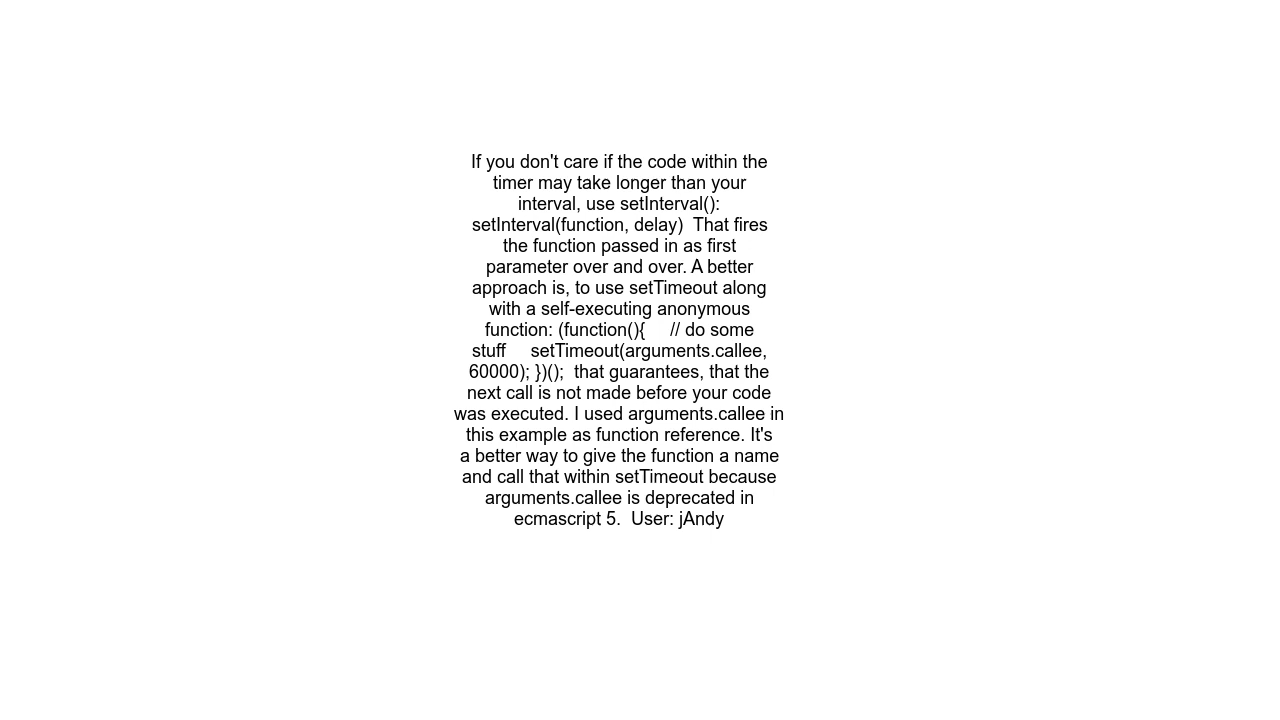 If you don't care if the code within the
timer may take longer than your
interval, use setInterval():
setInterval(function, delay)  That fires
the function passed in as first
parameter over and over. A better
approach is, to use setTimeout along
with a self-executing anonymous
function: (function(){     // do some
stuff     setTimeout(arguments.callee,
60000); })();  that guarantees, that the
next call is not made before your code
was executed. I used arguments.callee in
this example as function reference. It's
a better way to give the function a name
and call that within setTimeout because
arguments.callee is deprecated in
ecmascript 5.  User: jAndy